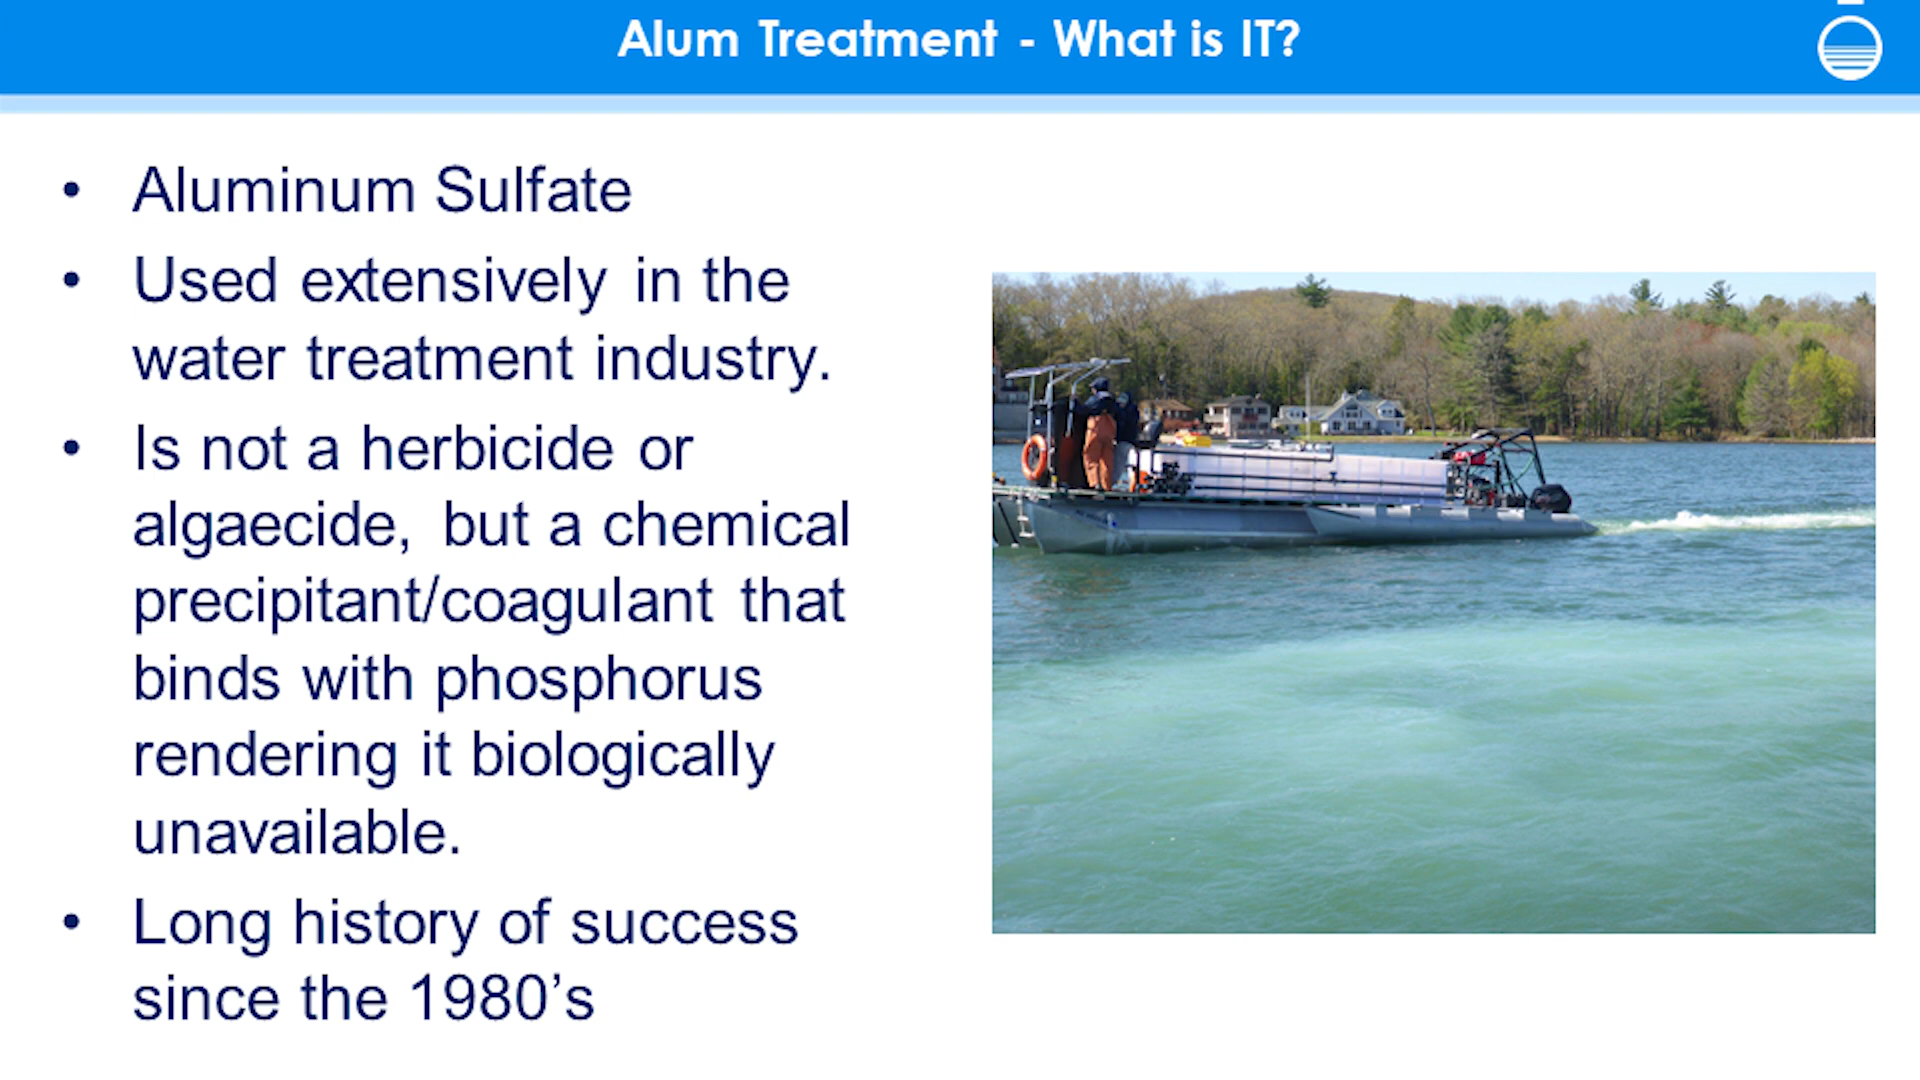 Alum Treatment - What is IT?
• Aluminum Sulfate
• Used extensively in the
water treatment industry.
• Is not a herbicide or
algaecide, but a chemical
precipitant/coagulant that
binds with phosphorus
rendering it biologically
unavailable.
• Long history of success
since the 1980’s